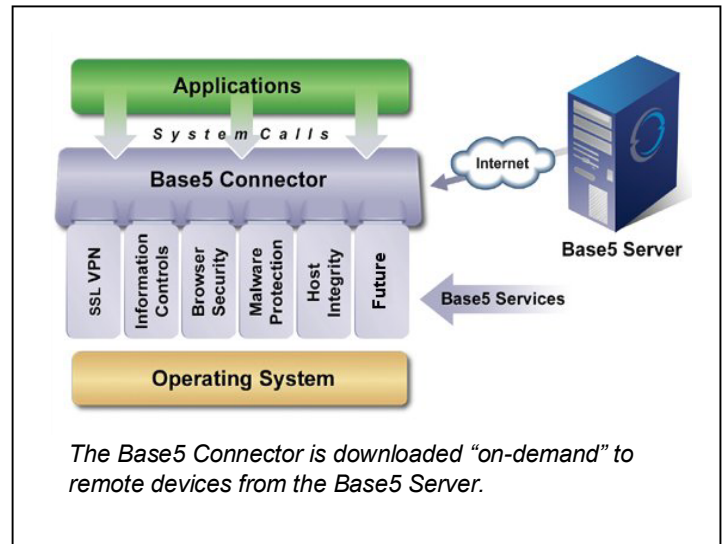 Applications
System Calls
Base5 Connector
Internet
Base5 Server
SSL VPN
Information
Controls
Browser
Security
Malware
Protection
Host
Integrity
Future
Base5 Services
Operating System
The Base5 Connector is downloaded “on-demand” to
remote devices from the Base5 Server.